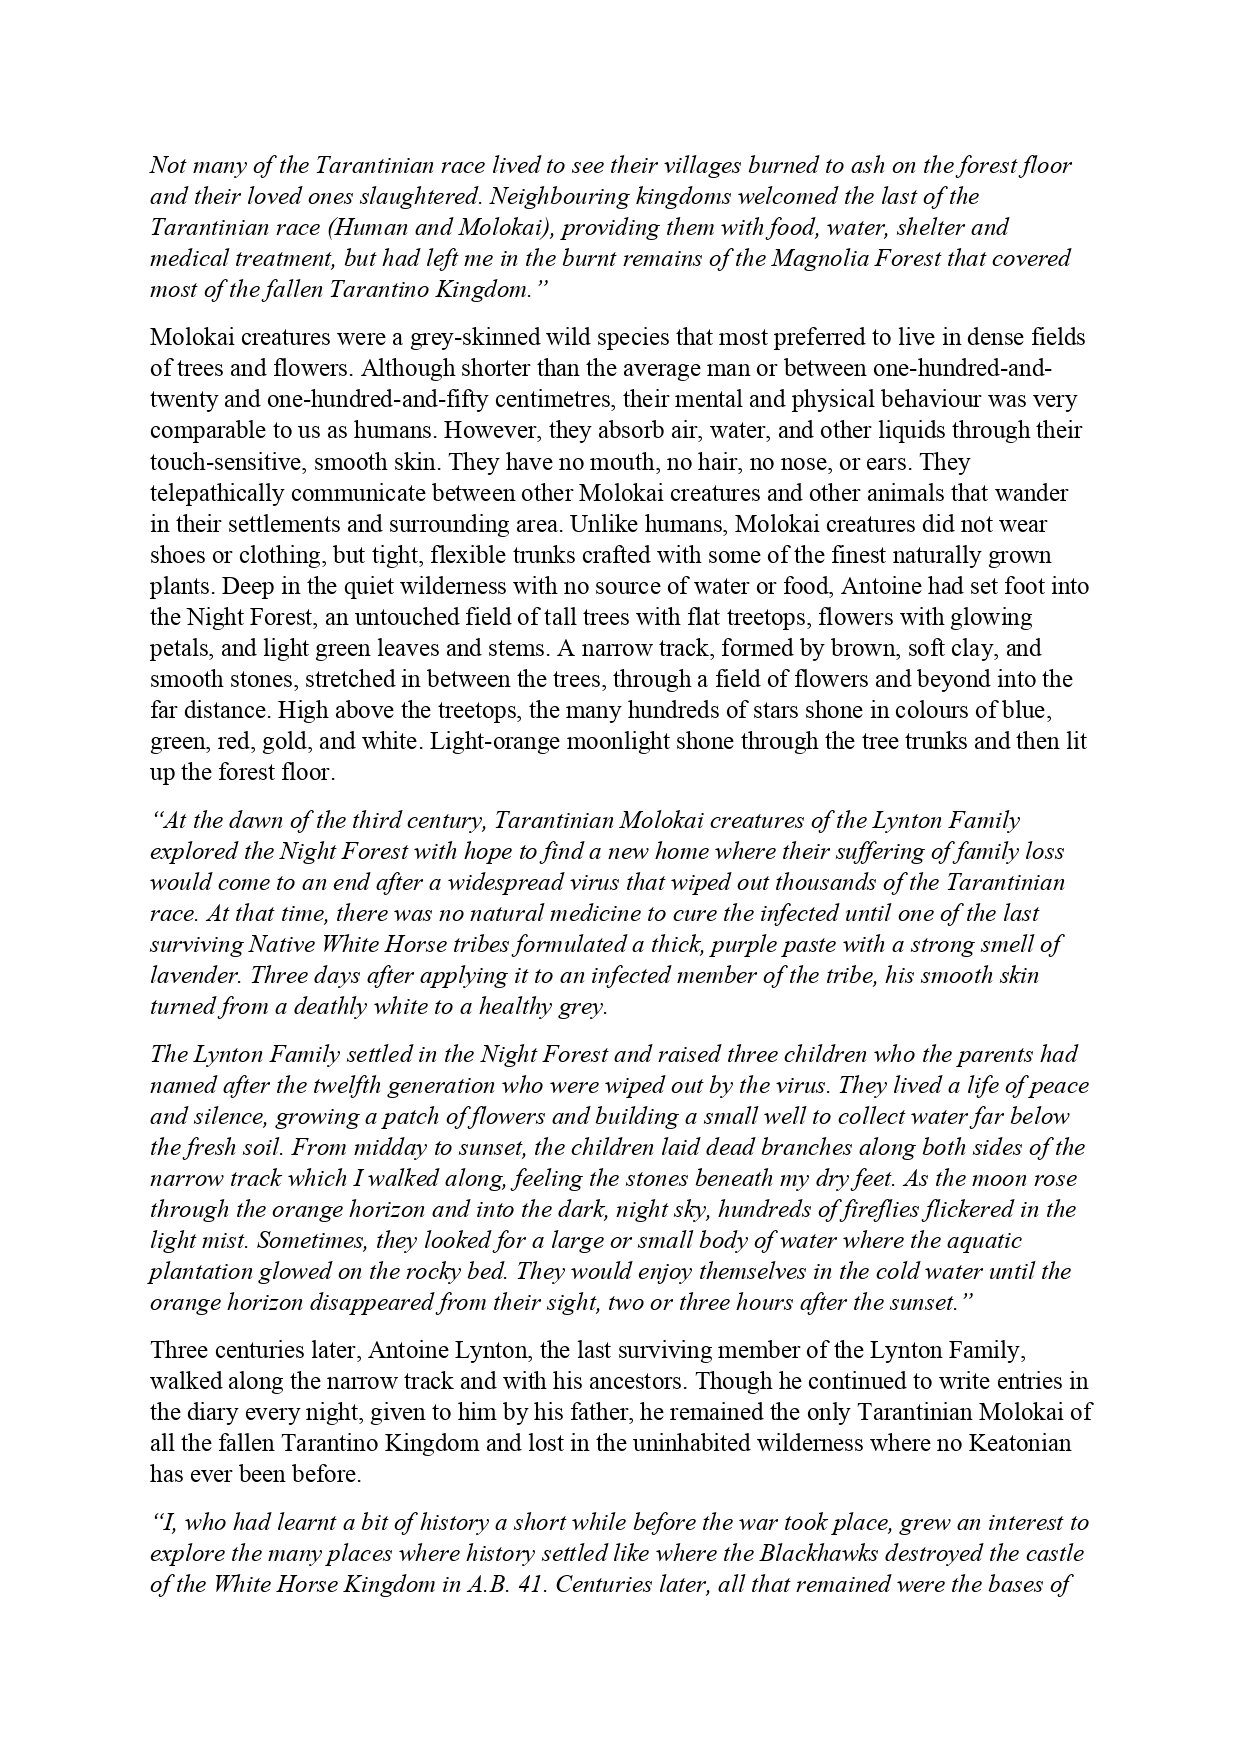 Not many of the Tarantinian race lived to see their villages burned to ash on the forest floor
and their loved ones slaughtered. Neighbouring kingdoms welcomed the last of the
Tarantinian race (Human and Molokai), providing them with food, water, shelter and
medical treatment, but had left me in the burnt remains of the Magnolia Forest that covered
most of the fallen Tarantino Kingdom.”
Molokai creatures were a grey-skinned wild species that most preferred to live in dense fields
of trees and flowers. Although shorter than the average man or between one-hundred-and-
twenty and one-hundred-and-fifty centimetres, their mental and physical behaviour was very
comparable to us as humans. However, they absorb air, water, and other liquids through their
touch-sensitive, smooth skin. They have no mouth, no hair, no nose, or ears. They
telepathically communicate between other Molokai creatures and other animals that wander
in their settlements and surrounding area. Unlike humans, Molokai creatures did not wear
shoes or clothing, but tight, flexible trunks crafted with some of the finest naturally grown
plants. Deep in the quiet wilderness with no source of water or food, Antoine had set foot into
the Night Forest, an untouched field of tall trees with flat treetops, flowers with glowing
petals, and light green leaves and stems. A narrow track, formed by brown, soft clay, and
smooth stones, stretched in between the trees, through a field of flowers and beyond into the
far distance. High above the treetops, the many hundreds of stars shone in colours of blue,
green, red, gold, and white. Light-orange moonlight shone through the tree trunks and then lit
up the forest floor.
“At the dawn of the third century, Tarantinian Molokai creatures of the Lynton Family
explored the Night Forest with hope to find a new home where their suffering of family loss
would come to an end after a widespread virus that wiped out thousands of the Tarantinian
race. At that time, there was no natural medicine to cure the infected until one of the last
surviving Native White Horse tribes formulated a thick, purple paste with a strong smell of
lavender. Three days after applying it to an infected member of the tribe, his smooth skin
turned from a deathly white to a healthy grey.
The Lynton Family settled in the Night Forest and raised three children who the parents had
named after the twelfth generation who were wiped out by the virus. They lived a life of peace
and silence, growing a patch of flowers and building a small well to collect water far below
the fresh soil. From midday to sunset, the children laid dead branches along both sides of the
narrow track which I walked along, feeling the stones beneath my dry feet. As the moon rose
through the orange horizon and into the dark, night sky, hundreds of fireflies flickered in the
light mist. Sometimes, they looked for a large or small body of water where the aquatic
plantation glowed on the rocky bed. They would enjoy themselves in the cold water until the
orange horizon disappeared from their sight, two or three hours after the sunset.”
Three centuries later, Antoine Lynton, the last surviving member of the Lynton Family,
walked along the narrow track and with his ancestors. Though he continued to write entries in
the diary every night, given to him by his father, he remained the only Tarantinian Molokai of
all the fallen Tarantino Kingdom and lost in the uninhabited wilderness where no Keatonian
has ever been before.
“I, who had learnt a bit of history a short while before the war took place, grew an interest to
explore the many places where history settled like where the Blackhawks destroyed the castle
of the White Horse Kingdom in A.B. 41. Centuries later, all that remained were the bases of